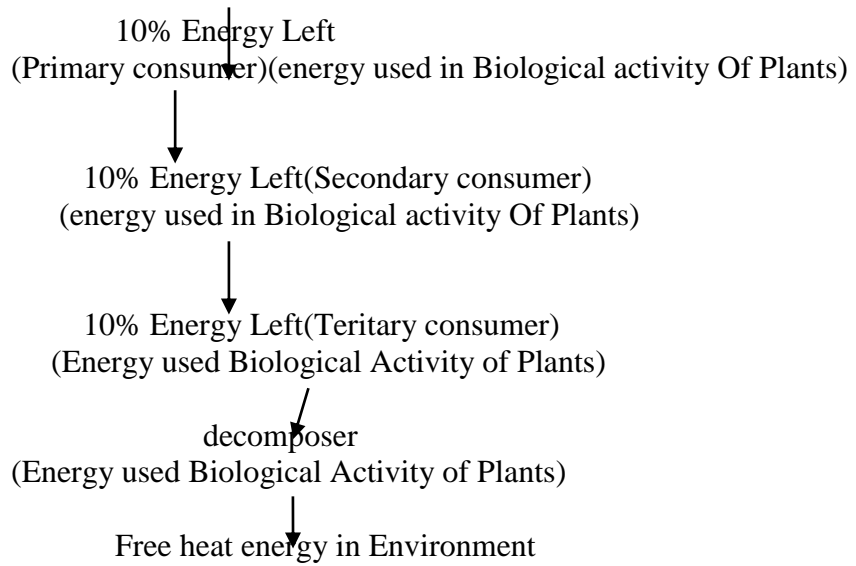 10% Energy Left
(Primary consumer)(energy used in Biological activity Of Plants)
10% Energy Left(Secondary consumer)
(energy used in Biological activity Of Plants)
10% Energy Left(Teritary consumer)
(Energy used Biological Activity of Plants)
decomposer
(Energy used Biological Activity of Plants)
Free heat energy in Environment